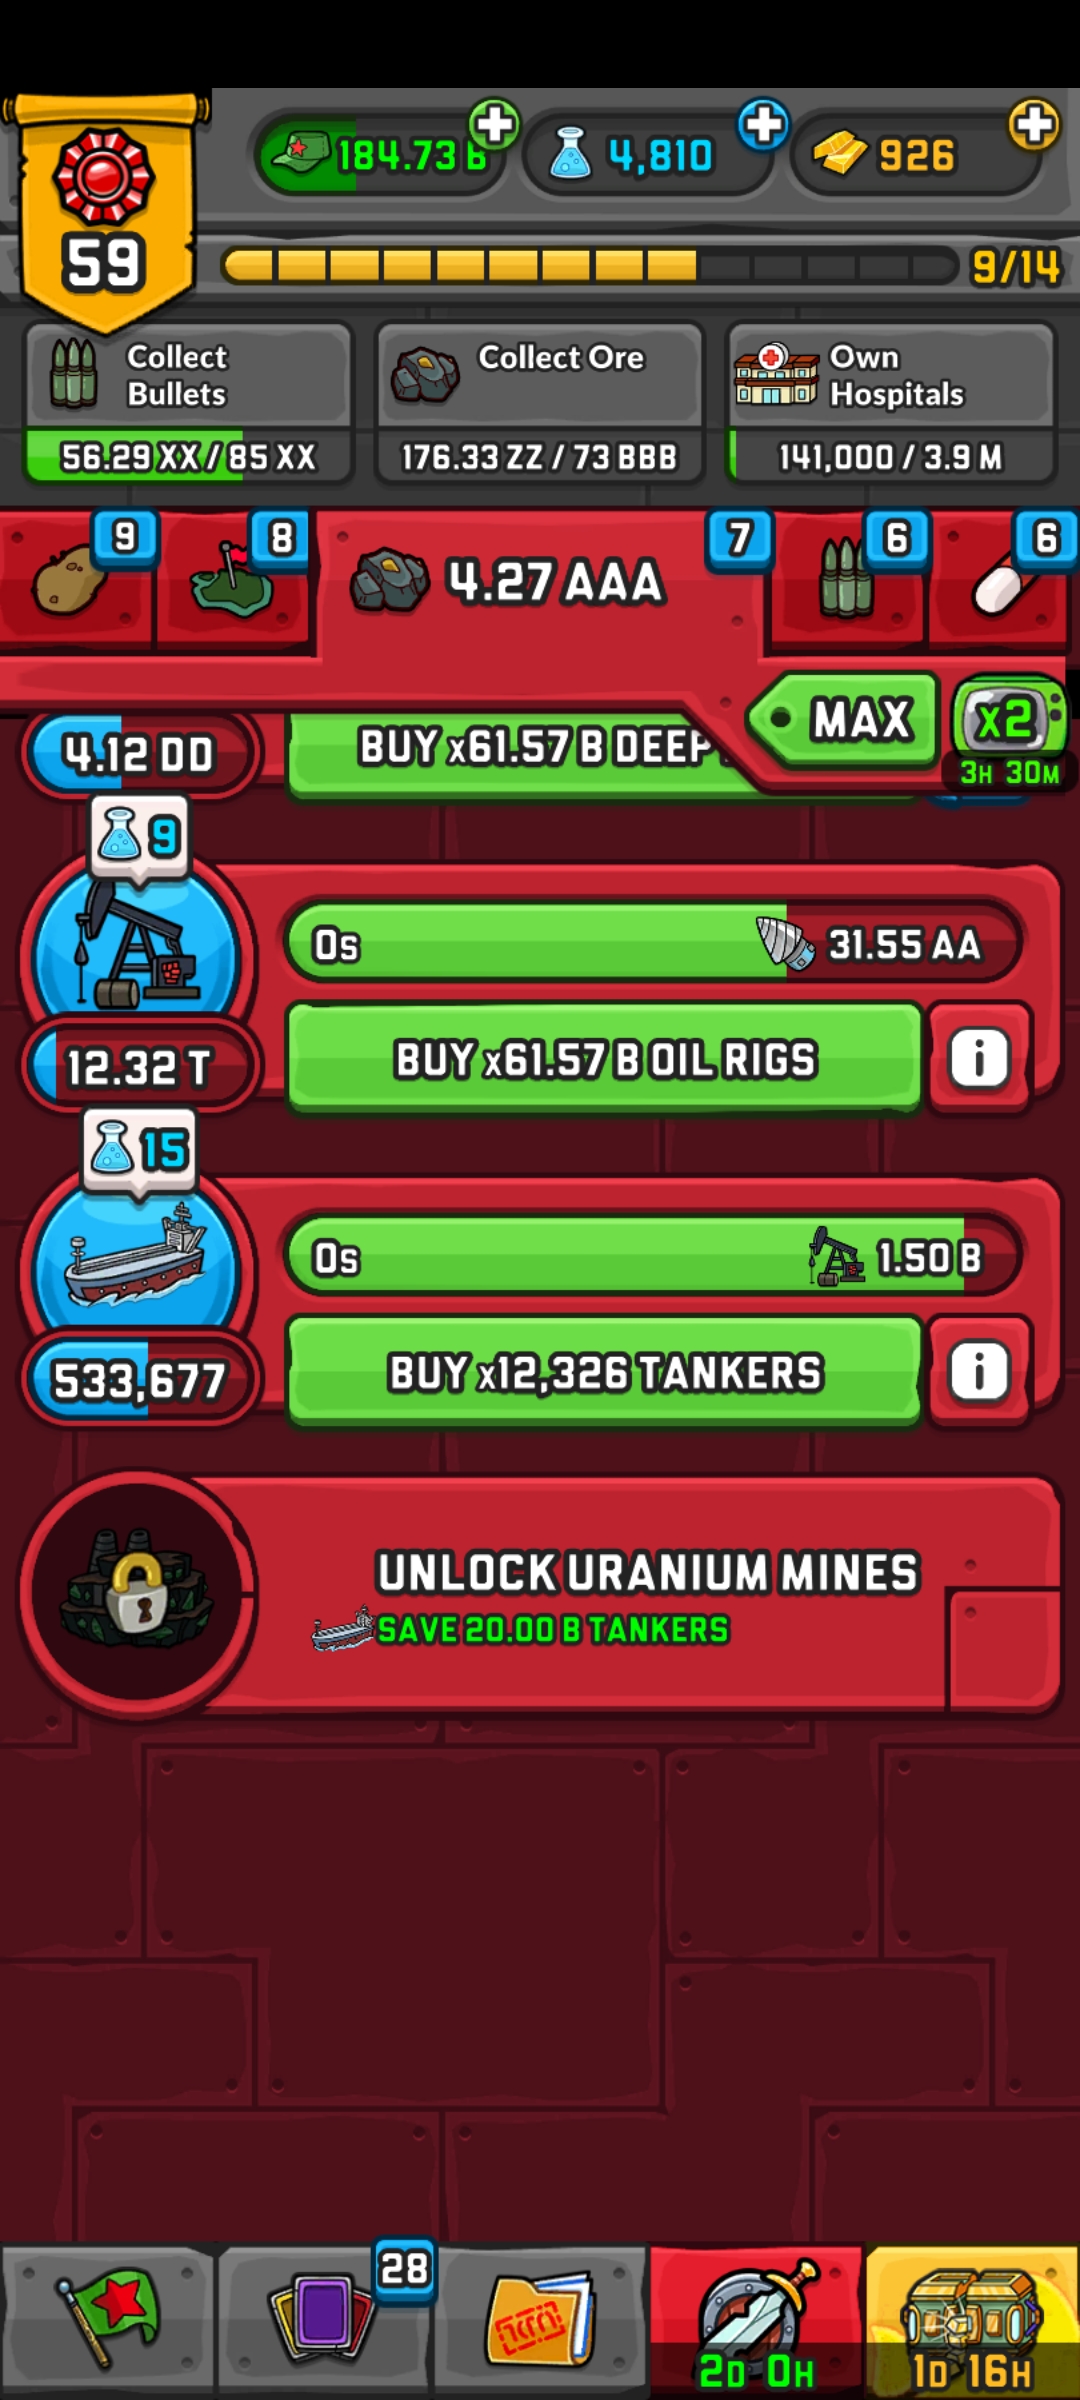 184.73 B
4,810
926
59
9/14
Collect
Bullets
56.29 XX / 85 XX
Collect Ore
176.33 ZZ / 73 BBB
Own
Hospitals
141,000 / 3.9 M
9
8
4.27 AAA
7
6
6
MAX
x2
3H 30M
4.12 DD
BUY x61.57 B DEEP
9
0s
31.55 AA
12.32 T
BUY x61.57 B OIL RIGS
i
15
0s
1.50 B
533,677
BUY x12,326 TANKERS
i
UNLOCK URANIUM MINES
SAVE 20.00 B TANKERS
28
2D 0H
1D 16H